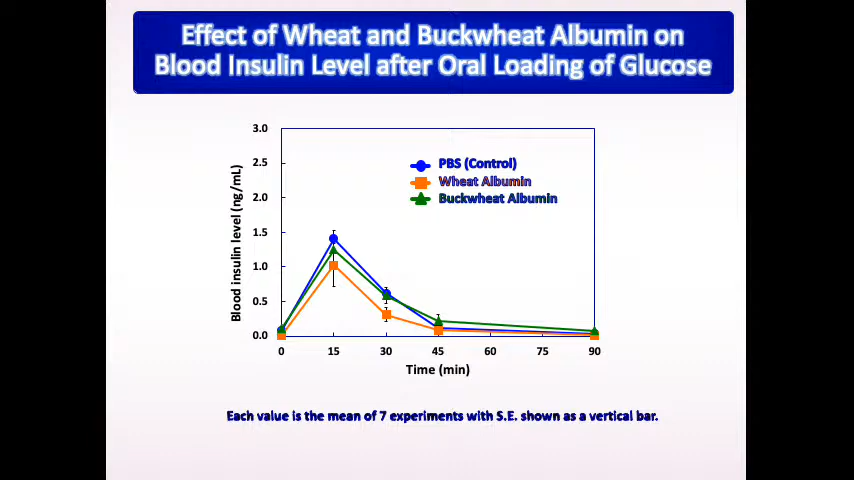 Effect of Wheat and Buckwheat Albumin on
Blood Insulin Level after Oral Loading of Glucose
3.0
2.5
2.0
1.5
1.0
0.5
0.0
Blood insulin level (ng/mL)
PBS (Control)
Wheat Albumin
Buckwheat Albumin
0 15 30 45 60 75 90
Time (min)
Each value is the mean of 7 experiments with S.E. shown as a vertical bar.